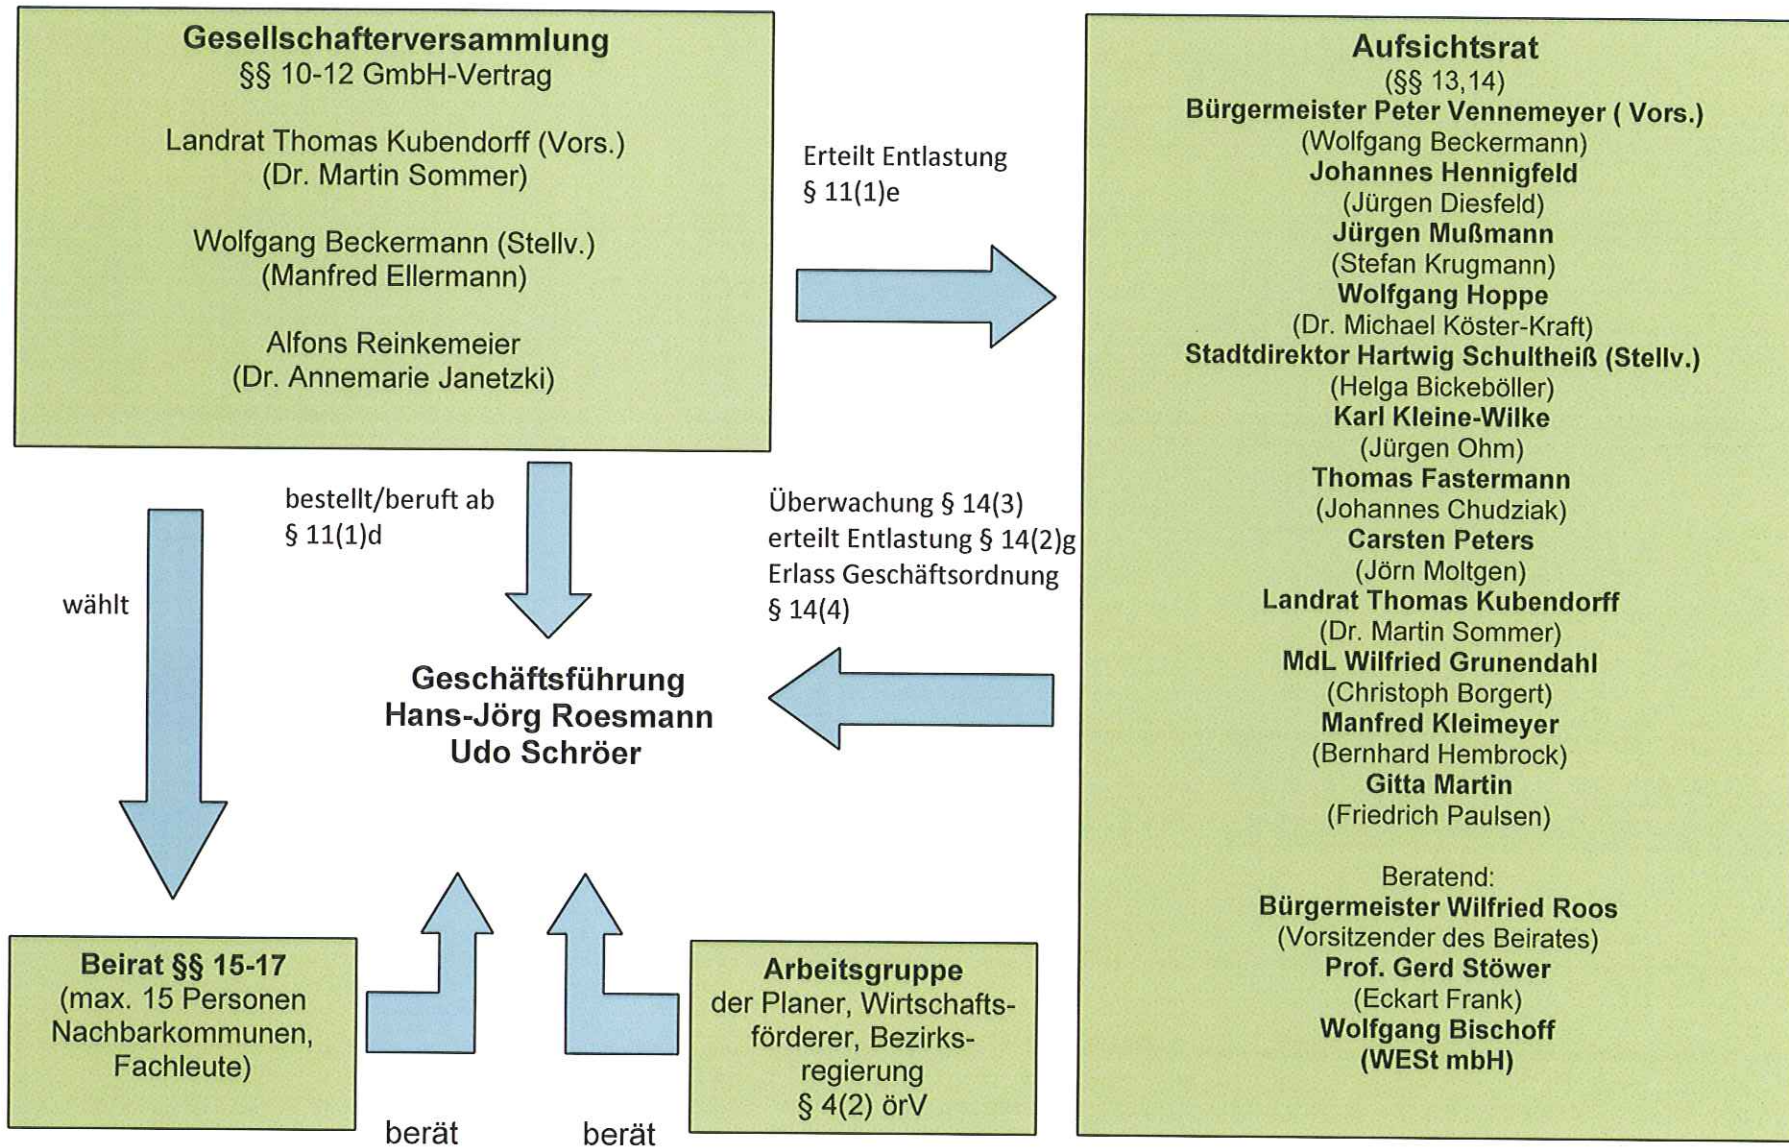 Gesellschafterversammlung
§§ 10-12 GmbH-Vertrag
Landrat Thomas Kubendorff (Vors.)
(Dr. Martin Sommer)
Wolfgang Beckermann (Stellv.)
(Manfred Ellermann)
Alfons Reinkemeier
(Dr. Annemarie Janetzki)
Erteilt Entlastung
§ 11(1)e
Aufsichtsrat
(§§ 13,14)
Bürgermeister Peter Vennemeyer ( Vors.)
(Wolfgang Beckermann)
Johannes Hennigfeld
(Jürgen Diesfeld)
Jürgen Mußmann
(Stefan Krugmann)
Wolfgang Hoppe
(Dr. Michael Köster-Kraft)
Stadtdirektor Hartwig Schultheiß (Stellv.)
(Helga Bickeböller)
Karl Kleine-Wilke
(Jürgen Ohm)
Thomas Fastermann
(Johannes Chudziak)
Carsten Peters
(Jörn Moltgen)
Landrat Thomas Kubendorff
(Dr. Martin Sommer)
MdL Wilfried Grunendahl
(Christoph Borgert)
Manfred Kleimeyer
(Bernhard Hembrock)
Gitta Martin
(Friedrich Paulsen)
Beratend:
Bürgermeister Wilfried Roos
(Vorsitzender des Beirates)
Prof. Gerd Stöwer
(Eckart Frank)
Wolfgang Bischoff
(WESt mbH)
bestellt/beruft ab
§ 11(1)d
Überwachung § 14(3)
erteilt Entlastung § 14(2)g
Erlass Geschäftsordnung
§ 14(4)
wählt
Geschäftsführung
Hans-Jörg Roesmann
Udo Schröer
Beirat §§ 15-17
(max. 15 Personen
Nachbarkommunen,
Fachleute)
berät
berät
Arbeitsgruppe
der Planer, Wirtschafts-
förderer, Bezirks-
regierung
§ 4(2) örV